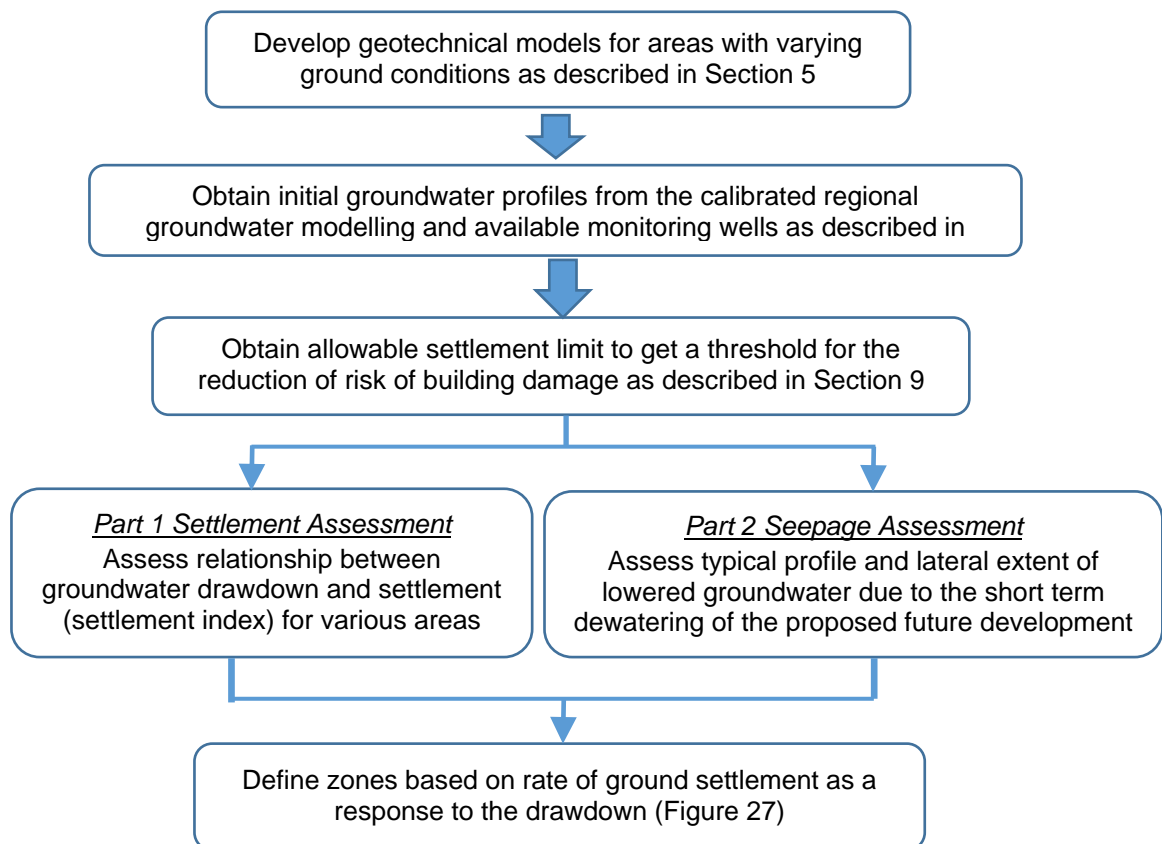 Develop geotechnical models for areas with varying
ground conditions as described in Section 5
Obtain initial groundwater profiles from the calibrated regional
groundwater modelling and available monitoring wells as described in
Obtain allowable settlement limit to get a threshold for the
reduction of risk of building damage as described in Section 9
Part 1 Settlement Assessment
Assess relationship between
groundwater drawdown and settlement
(settlement index) for various areas
Part 2 Seepage Assessment
Assess typical profile and lateral extent of
lowered groundwater due to the short term
dewatering of the proposed future development
Define zones based on rate of ground settlement as a
response to the drawdown (Figure 27)